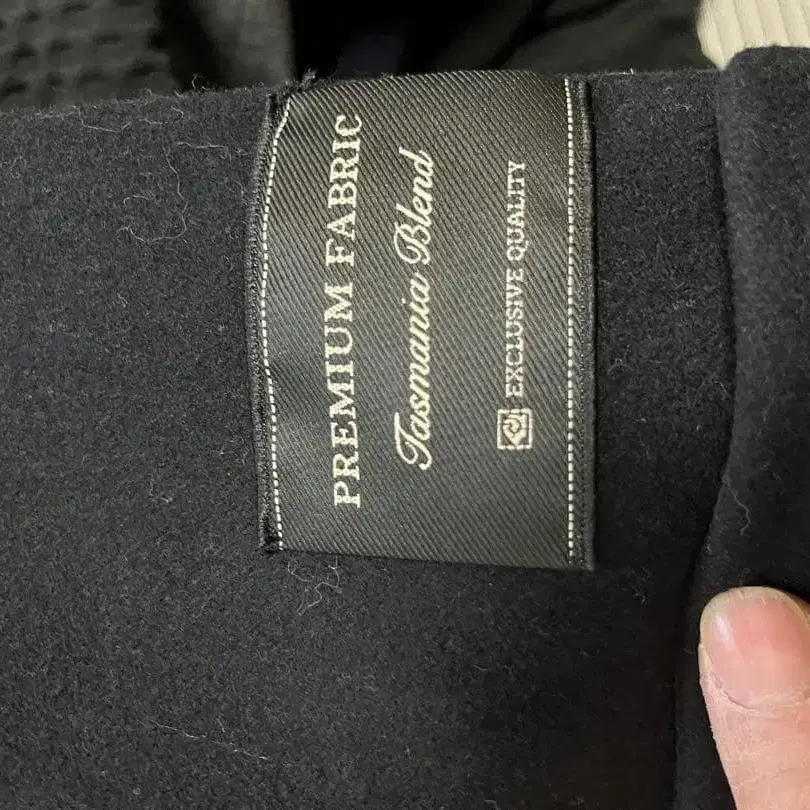 PREMIUM FABRIC
Tasmania Blend
EXCLUSIVE QUALITY